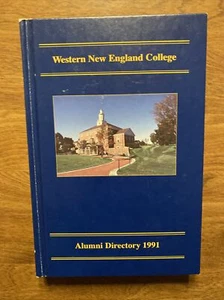 Western New England College
Alumni Directory 1991